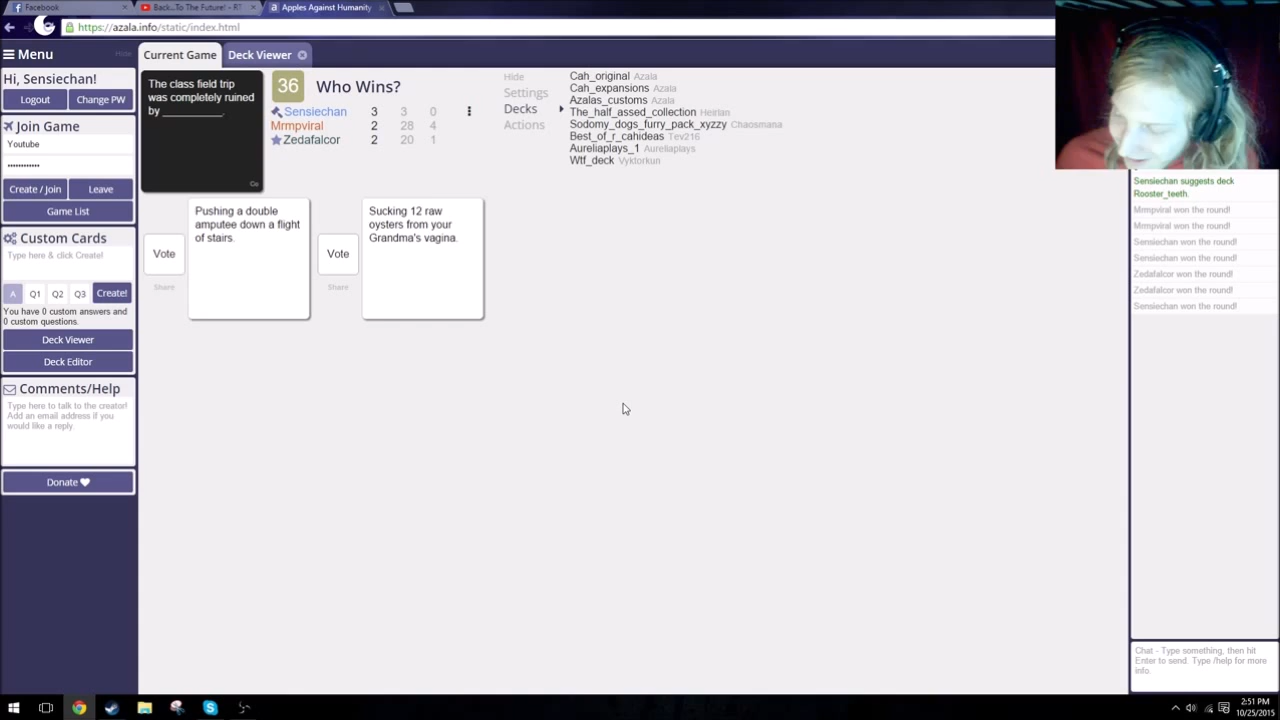 Facebook
Back...To The Future! - RT
Apples Against Humanity
https://azala.info/static/index.html
Menu
Hide
Current Game
Deck Viewer
Hi, Sensiechan!
Logout
Change PW
Join Game
Youtube
••••••••••••
Create / Join
Leave
Game List
Custom Cards
Type here & click Create!
A
Q1
Q2
Q3
Create!
You have 0 custom answers and
0 custom questions.
Deck Viewer
Deck Editor
Comments/Help
Type here to talk to the creator!
Add an email address if you
would like a reply.
Donate
The class field trip
was completely ruined
by __________.
36
Who Wins?
Sensiechan 3 3 0
Mrmpviral 2 28 4
Zedafalcor 2 20 1
Hide
Settings
Decks
Actions
Cah_original Azala
Cah_expansions Azala
Azalas_customs Azala
The_half_assed_collection Heirlan
Sodomy_dogs_furry_pack_xyzzy Chaosmana
Best_of_r_cahideas Tev216
Aureliaplays_1 Aureliaplays
Wtf_deck Vyktorkun
Vote
Share
Pushing a double
amputee down a flight
of stairs.
Vote
Share
Sucking 12 raw
oysters from your
Grandma's vagina.
Sensiechan suggests deck
Rooster_teeth.
Mrmpviral won the round!
Mrmpviral won the round!
Sensiechan won the round!
Sensiechan won the round!
Zedafalcor won the round!
Zedafalcor won the round!
Sensiechan won the round!
Chat - Type something, then hit
Enter to send. Type /help for more
info.
2:51 PM
10/25/2015